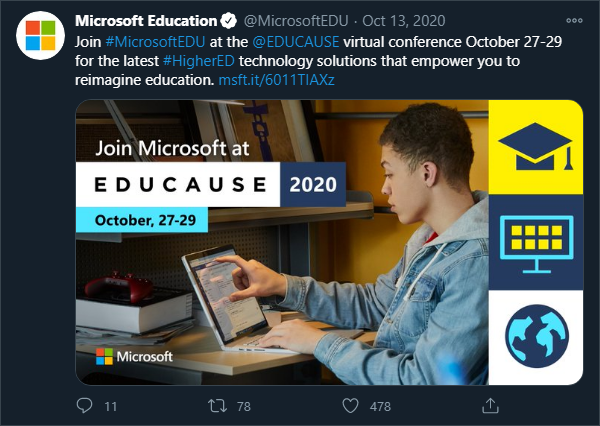 Microsoft Education @MicrosoftEDU · Oct 13, 2020
Join #MicrosoftEDU at the @EDUCAUSE virtual conference October 27-29
for the latest #HigherED technology solutions that empower you to
reimagine education. msft.it/6011TlAXz
Join Microsoft at
EDUCAUSE 2020
October, 27-29
Microsoft
11 78 478